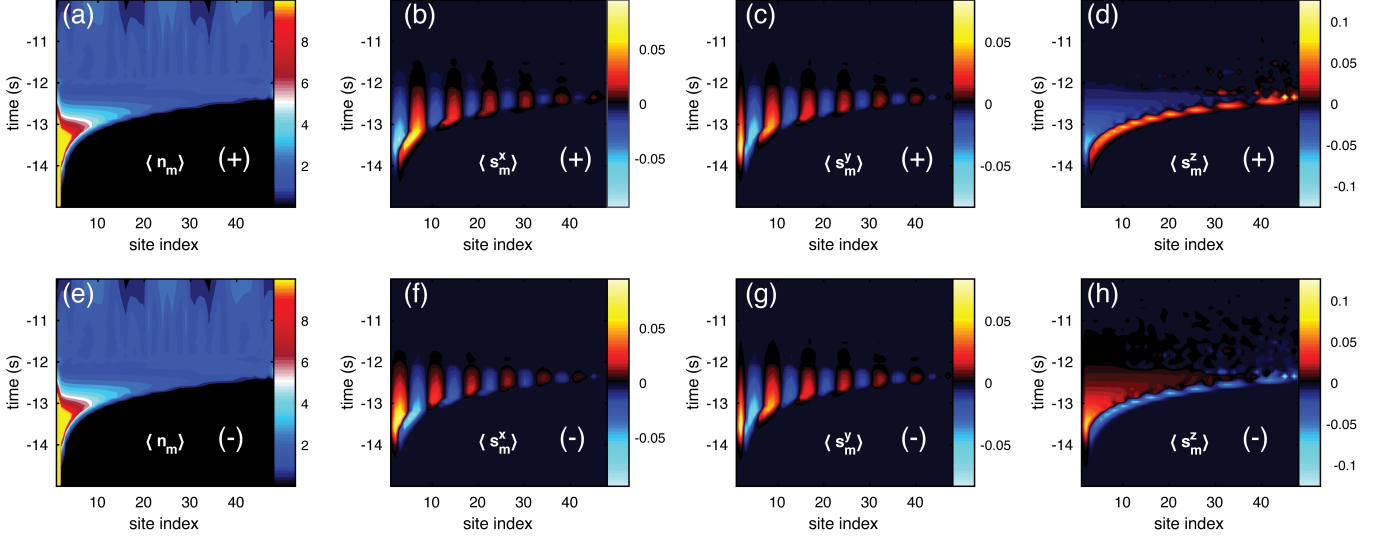 (a) (b) (c) (d)
-11 -12 -13 -14
time (s)
10 20 30 40
site index
⟨ n_m ⟩ (+)
8 6 4 2
-11 -12 -13 -14
time (s)
10 20 30 40
site index
⟨ s_m^x ⟩ (+)
0.05 0 -0.05
-11 -12 -13 -14
time (s)
10 20 30 40
site index
⟨ s_m^y ⟩ (+)
0.05 0 -0.05
-11 -12 -13 -14
time (s)
10 20 30 40
site index
⟨ s_m^z ⟩ (+)
0.1 0.05 0 -0.05 -0.1
(e) (f) (g) (h)
-11 -12 -13 -14
time (s)
10 20 30 40
site index
⟨ n_m ⟩ (-)
8 6 4 2
-11 -12 -13 -14
time (s)
10 20 30 40
site index
⟨ s_m^x ⟩ (-)
0.05 0 -0.05
-11 -12 -13 -14
time (s)
10 20 30 40
site index
⟨ s_m^y ⟩ (-)
0.05 0 -0.05
-11 -12 -13 -14
time (s)
10 20 30 40
site index
⟨ s_m^z ⟩ (-)
0.1 0.05 0 -0.05 -0.1